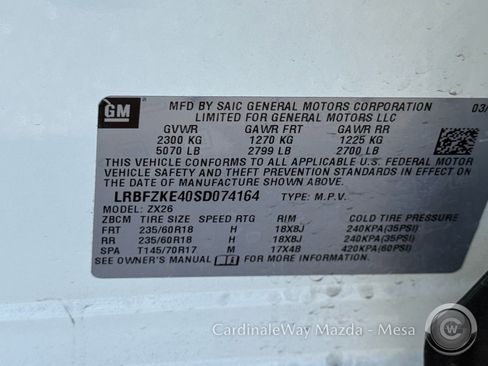 GM
MFD BY SAIC GENERAL MOTORS CORPORATION 03/
LIMITED FOR GENERAL MOTORS LLC
GVWR GAWR FRT GAWR RR
2300 KG 1270 KG 1225 KG
5070 LB 2799 LB 2700 LB
THIS VEHICLE CONFORMS TO ALL APPLICABLE U.S. FEDERAL MOTOR
VEHICLE SAFETY AND THEFT PREVENTION STANDARDS IN EFFECT ON
THE DATE OF MANUFACTURE SHOWN ABOVE.
LRBFZKE40SD074164 TYPE: M.P.V.
MODEL: ZX26
ZBCM TIRE SIZE SPEED RTG RIM COLD TIRE PRESSURE
FRT 235/60R18 H 18X8J 240KPA(35PSI)
RR 235/60R18 H 18X8J 240KPA(35PSI)
SPA T145/70R17 M 17X4B 420KPA(60PSI)
SEE OWNER'S MANUAL FOR MORE INFORMATION.
CardinaleWay Mazda - Mesa
CW